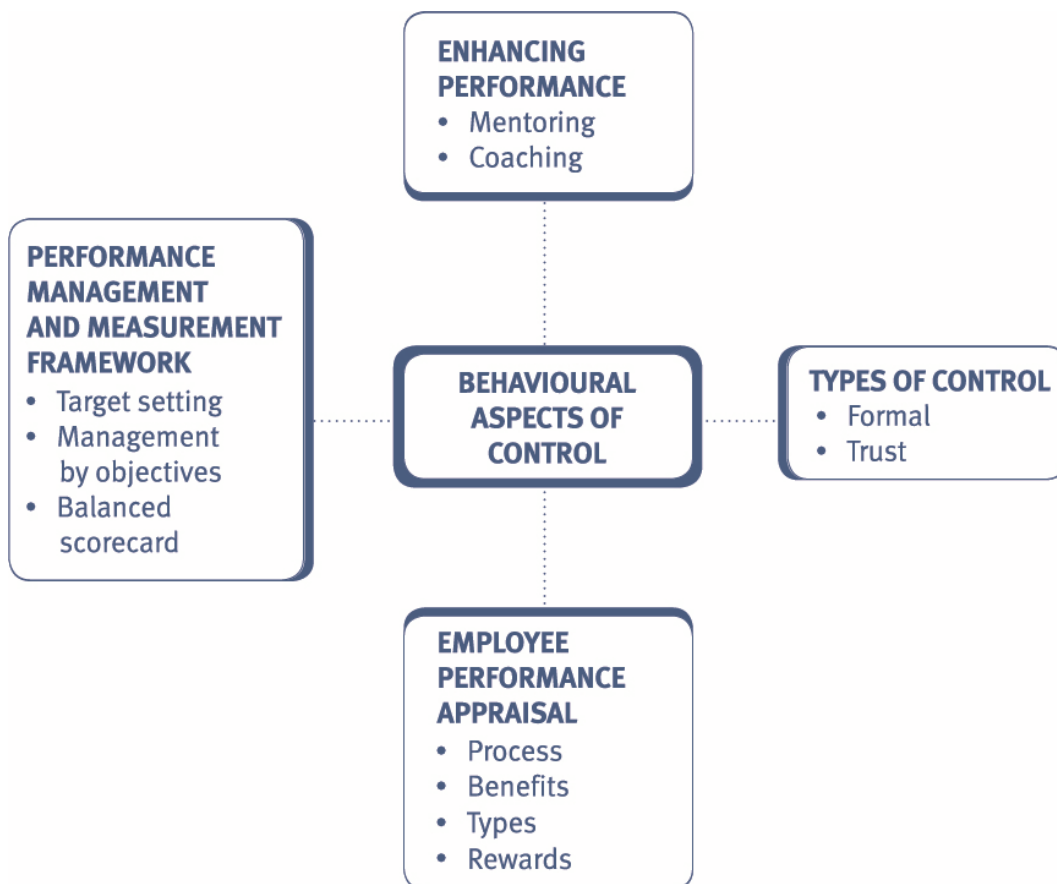 ENHANCING
PERFORMANCE
• Mentoring
• Coaching
PERFORMANCE
MANAGEMENT
AND MEASUREMENT
FRAMEWORK
• Target setting
• Management
by objectives
• Balanced
scorecard
BEHAVIOURAL
ASPECTS OF
CONTROL
TYPES OF CONTROL
• Formal
• Trust
EMPLOYEE
PERFORMANCE
APPRAISAL
• Process
• Benefits
• Types
• Rewards